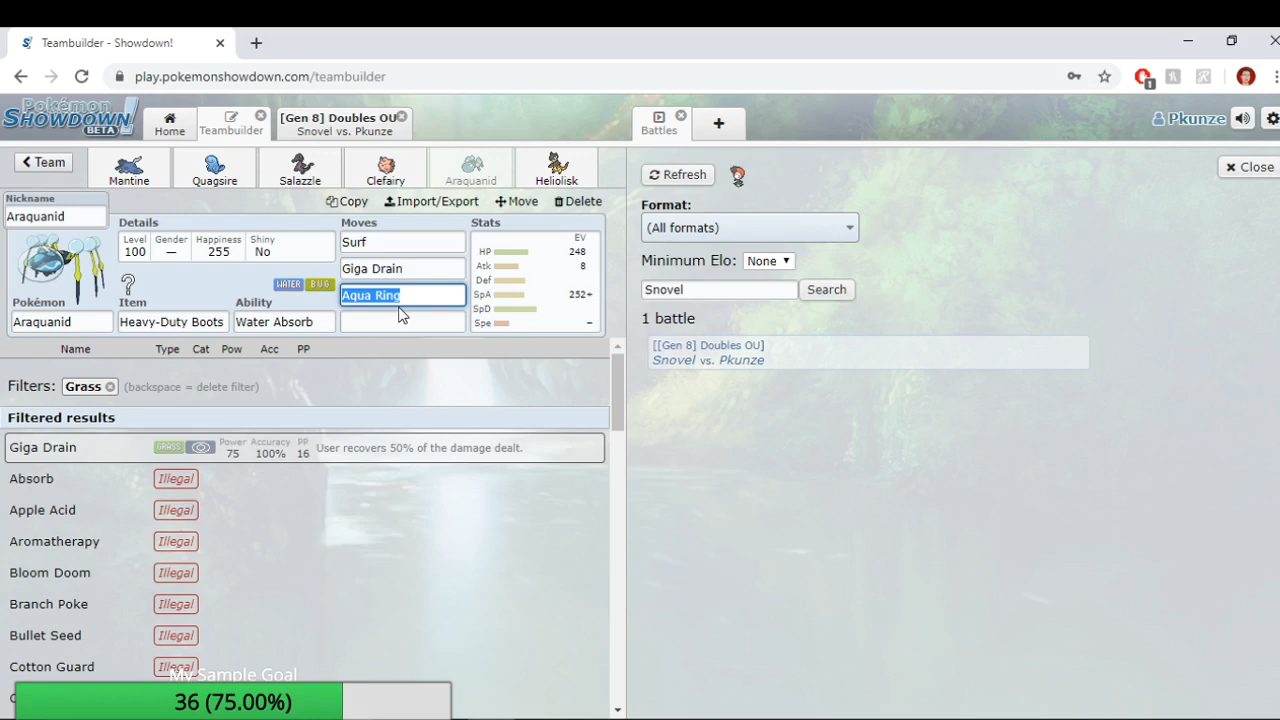 Teambuilder - Showdown!
play.pokemonshowdown.com/teambuilder
1
Pokémon
SHOWDOWN!
BETA
Home
Teambuilder
[Gen 8] Doubles OU
Snovel vs. Pkunze
Battles
Pkunze
Team
Mantine
Quagsire
Salazzle
Clefairy
Araquanid
Heliolisk
Refresh
Close
Nickname
Araquanid
Copy
Import/Export
Move
Delete
Details
Moves
Stats
Level
Gender
Happiness
Shiny
100
—
255
No
Surf
Giga Drain
Aqua Ring
EV
HP 248
Atk 8
Def
SpA 252+
SpD
Spe –
WATER BUG
Pokémon
Item
Ability
Araquanid
Heavy-Duty Boots
Water Absorb
Format:
(All formats)
Minimum Elo: None
Snovel
Search
1 battle
[[Gen 8] Doubles OU]
Snovel vs. Pkunze
Name Type Cat Pow Acc PP
Filters: Grass (backspace = delete filter)
Filtered results
Giga Drain GRASS Power 75 Accuracy 100% PP 16 User recovers 50% of the damage dealt.
Absorb Illegal
Apple Acid Illegal
Aromatherapy Illegal
Bloom Doom Illegal
Branch Poke Illegal
Bullet Seed Illegal
Cotton Guard Illegal
My Sample Goal
36 (75.00%)